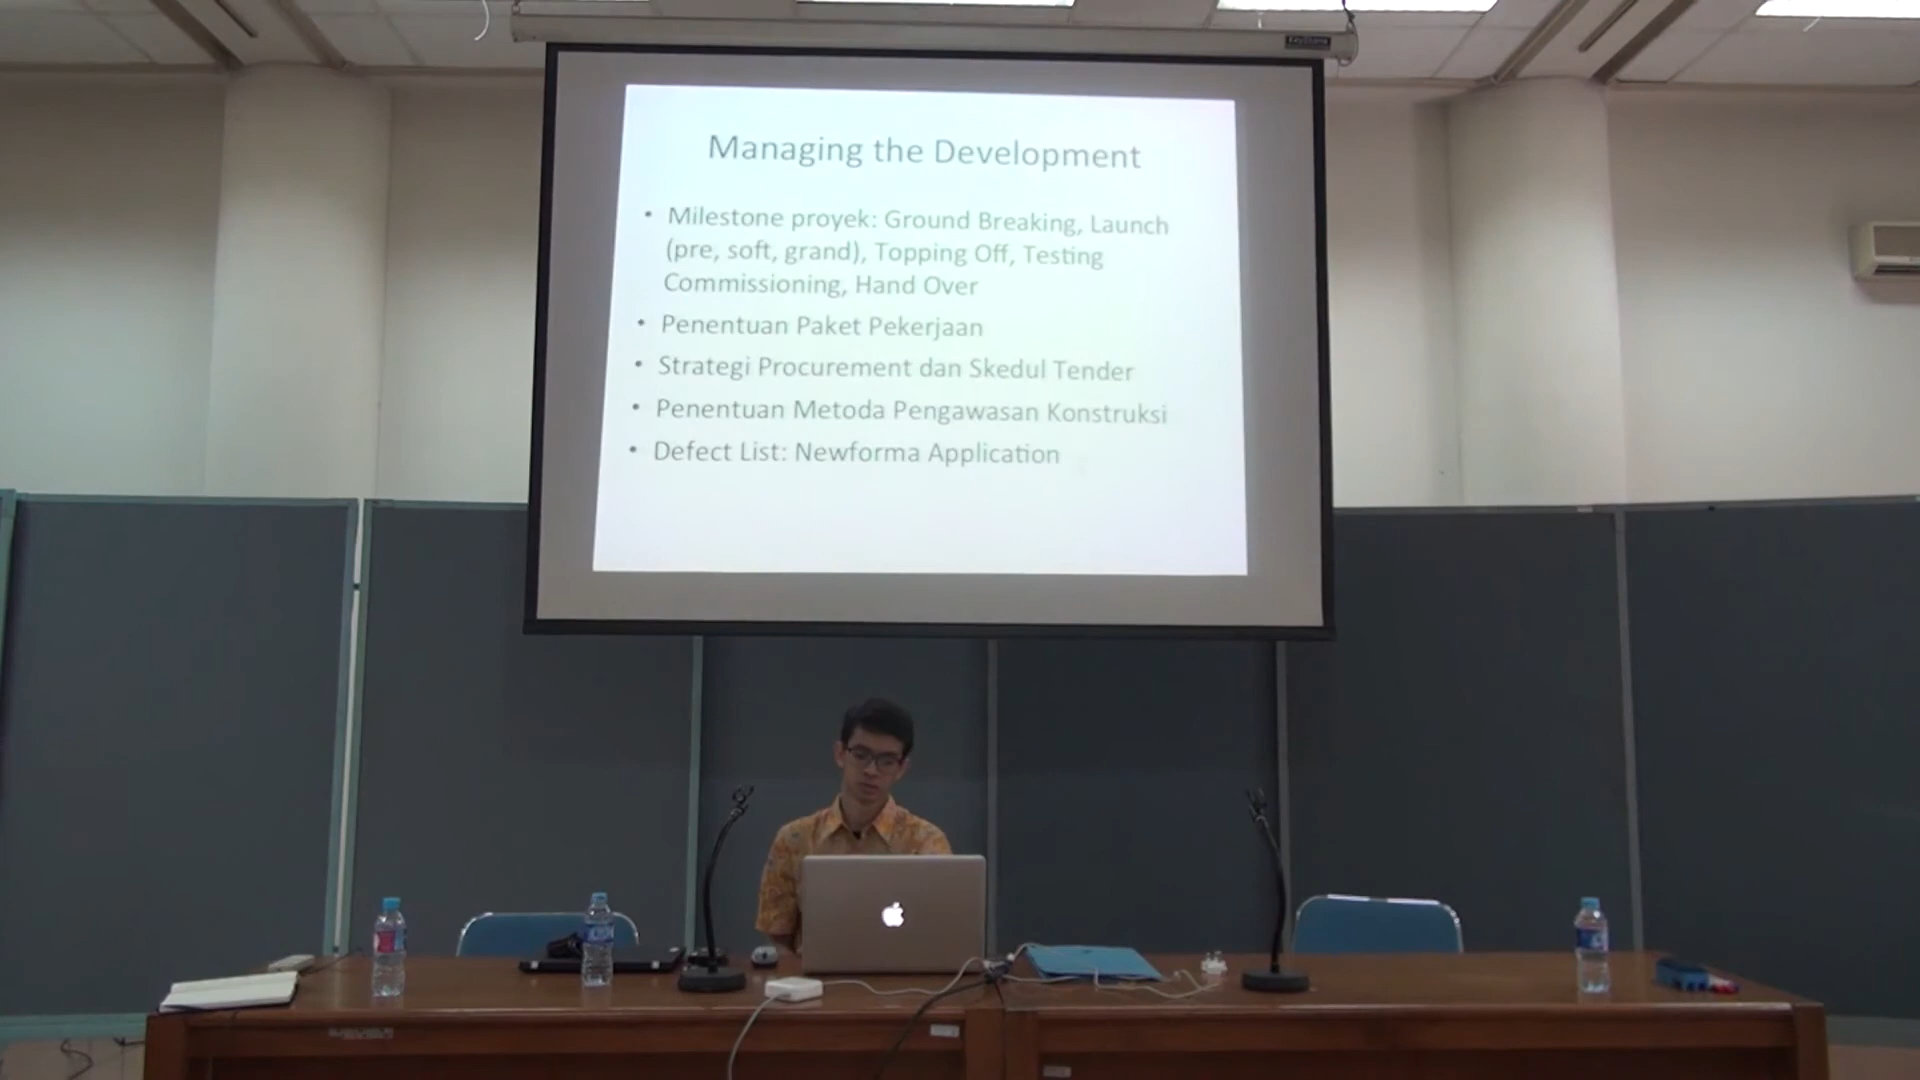 Managing the Development
• Milestone proyek: Ground Breaking, Launch
(pre, soft, grand), Topping Off, Testing
Commissioning, Hand Over
• Penentuan Paket Pekerjaan
• Strategi Procurement dan Skedul Tender
• Penentuan Metoda Pengawasan Konstruksi
• Defect List: Newforma Application